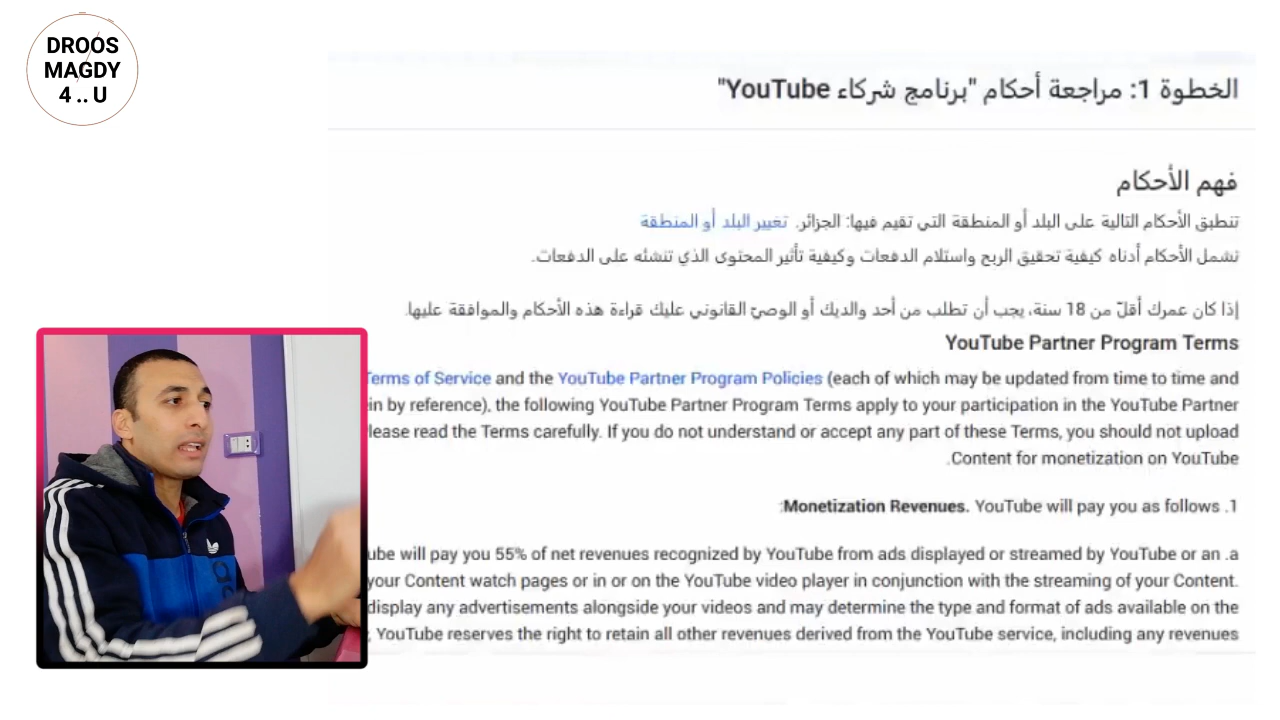 DROOS
MAGDY
4 .. U
الخطوة 1: مراجعة أحكام "برنامج شركاء YouTube"
فهم الأحكام
تنطبق الأحكام التالية على البلد أو المنطقة التي تقيم فيها: الجزائر. تغيير البلد أو المنطقة
تشمل الأحكام أدناه كيفية تحقيق الربح واستلام الدفعات وكيفية تأثير المحتوى الذي تنشئه على الدفعات.
إذا كان عمرك أقلّ من 18 سنة، يجب أن تطلب من أحد والديك أو الوصيّ القانوني عليك قراءة هذه الأحكام والموافقة عليها.
YouTube Partner Program Terms
Terms of Service and the YouTube Partner Program Policies (each of which may be updated from time to time and
by reference), the following YouTube Partner Program Terms apply to your participation in the YouTube Partner
read the Terms carefully. If you do not understand or accept any part of these Terms, you should not upload
.Content for monetization on YouTube
:Monetization Revenues. YouTube will pay you as follows .1
will pay you 55% of net revenues recognized by YouTube from ads displayed or streamed by YouTube or an .a
your Content watch pages or in or on the YouTube video player in conjunction with the streaming of your Content.
display any advertisements alongside your videos and may determine the type and format of ads available on the
, YouTube reserves the right to retain all other revenues derived from the YouTube service, including any revenues